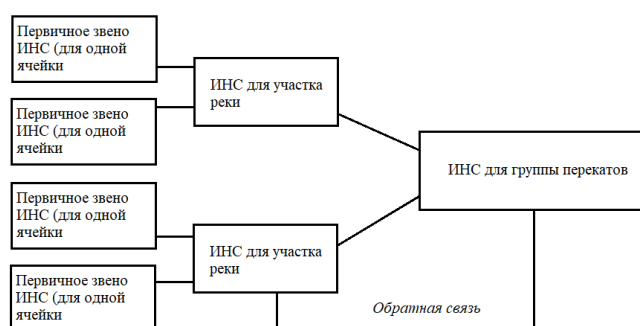 Первичное звено
ИНС (для одной
ячейки
Первичное звено
ИНС (для одной
ячейки
ИНС для участка
реки
Первичное звено
ИНС (для одной
ячейки
Первичное звено
ИНС (для одной
ячейки
ИНС для участка
реки
ИНС для группы перекатов
Обратная связь